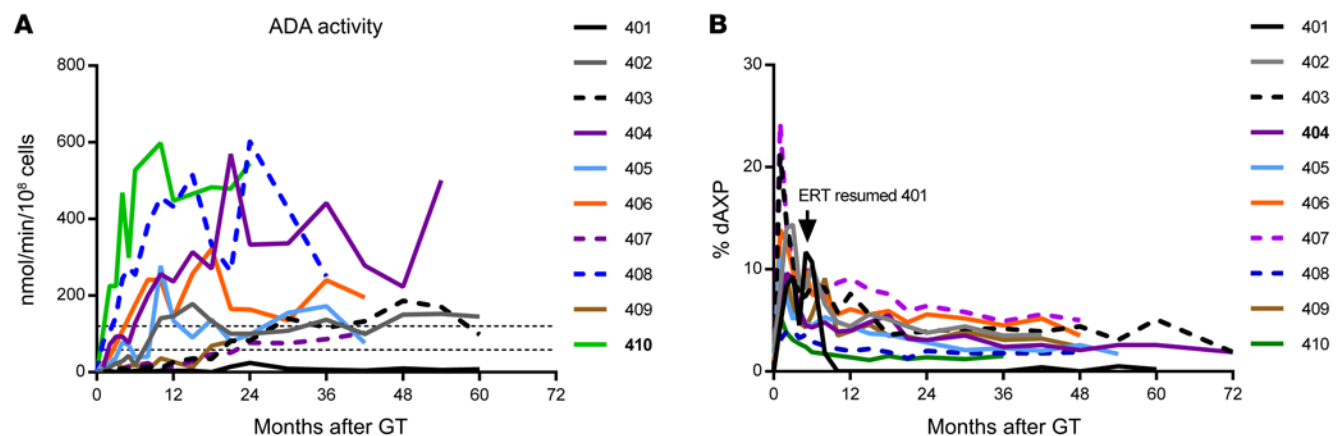 A
ADA activity
nmol/min/10⁸ cells
800
600
400
200
0
0 12 24 36 48 60
Months after GT
401
402
403
404
405
406
407
408
409
410
B
% dAXP
30
20
10
0
ERT resumed 401
0 12 24 36 48 60 72
Months after GT
401
402
403
404
405
406
407
408
409
410